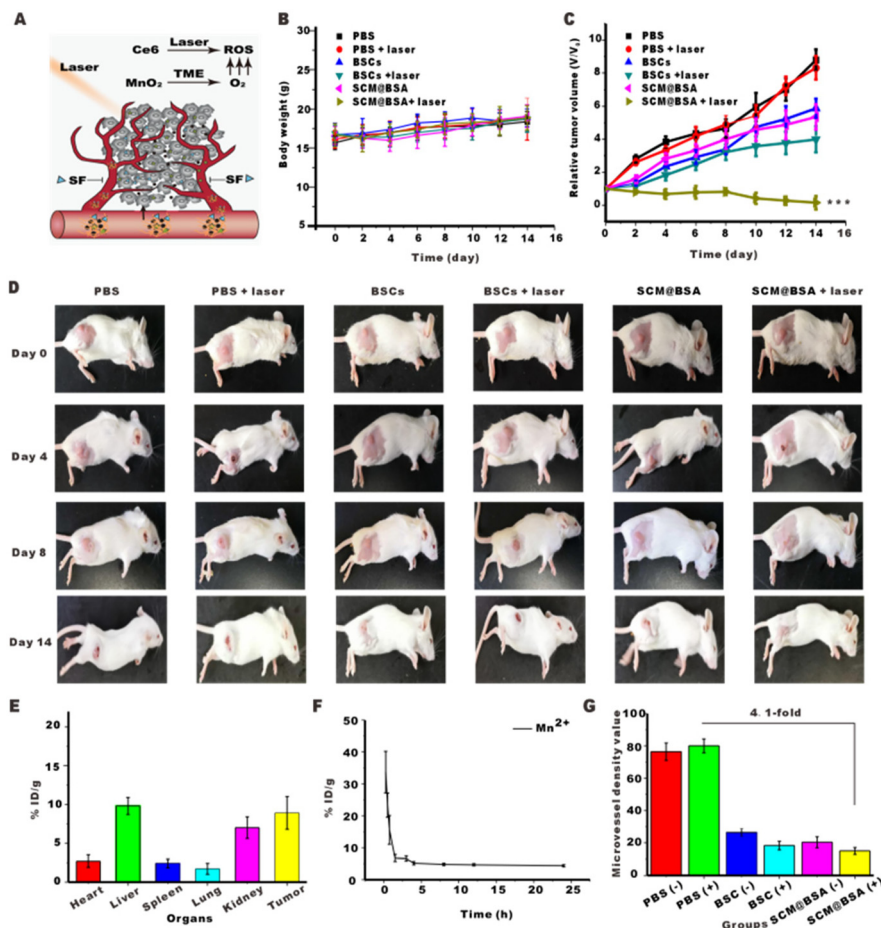 A
Ce6
Laser
ROS
Laser
MnO₂
TME
O₂
SF
SF
B
PBS
PBS + laser
BSCs
BSCs +laser
SCM@BSA
SCM@BSA+laser
Body weight (g)
30
25
20
15
10
5
0 2 4 6 8 10 12 14 16
Time (day)
C
PBS
PBS + laser
BSCs
BSCs +laser
SCM@BSA
SCM@BSA + laser
Relative tumor volume (V/V₀)
10
8
6
4
2
0
***
0 2 4 6 8 10 12 14 16
Time (day)
D
PBS PBS + laser BSCs BSCs + laser SCM@BSA SCM@BSA + laser
Day 0
Day 4
Day 8
Day 14
E
% ID/g
20
15
10
5
0
Heart Liver Spleen Lung Kidney Tumor
Organs
F
Mn²⁺
% ID/g
50
40
30
20
10
0
0 5 10 15 20 25
Time (h)
G
4. 1-fold
Microvessel density value
100
80
60
40
20
0
PBS (-) PBS (+) BSC (-) BSC (+) SCM@BSA (-) SCM@BSA (+)
Groups